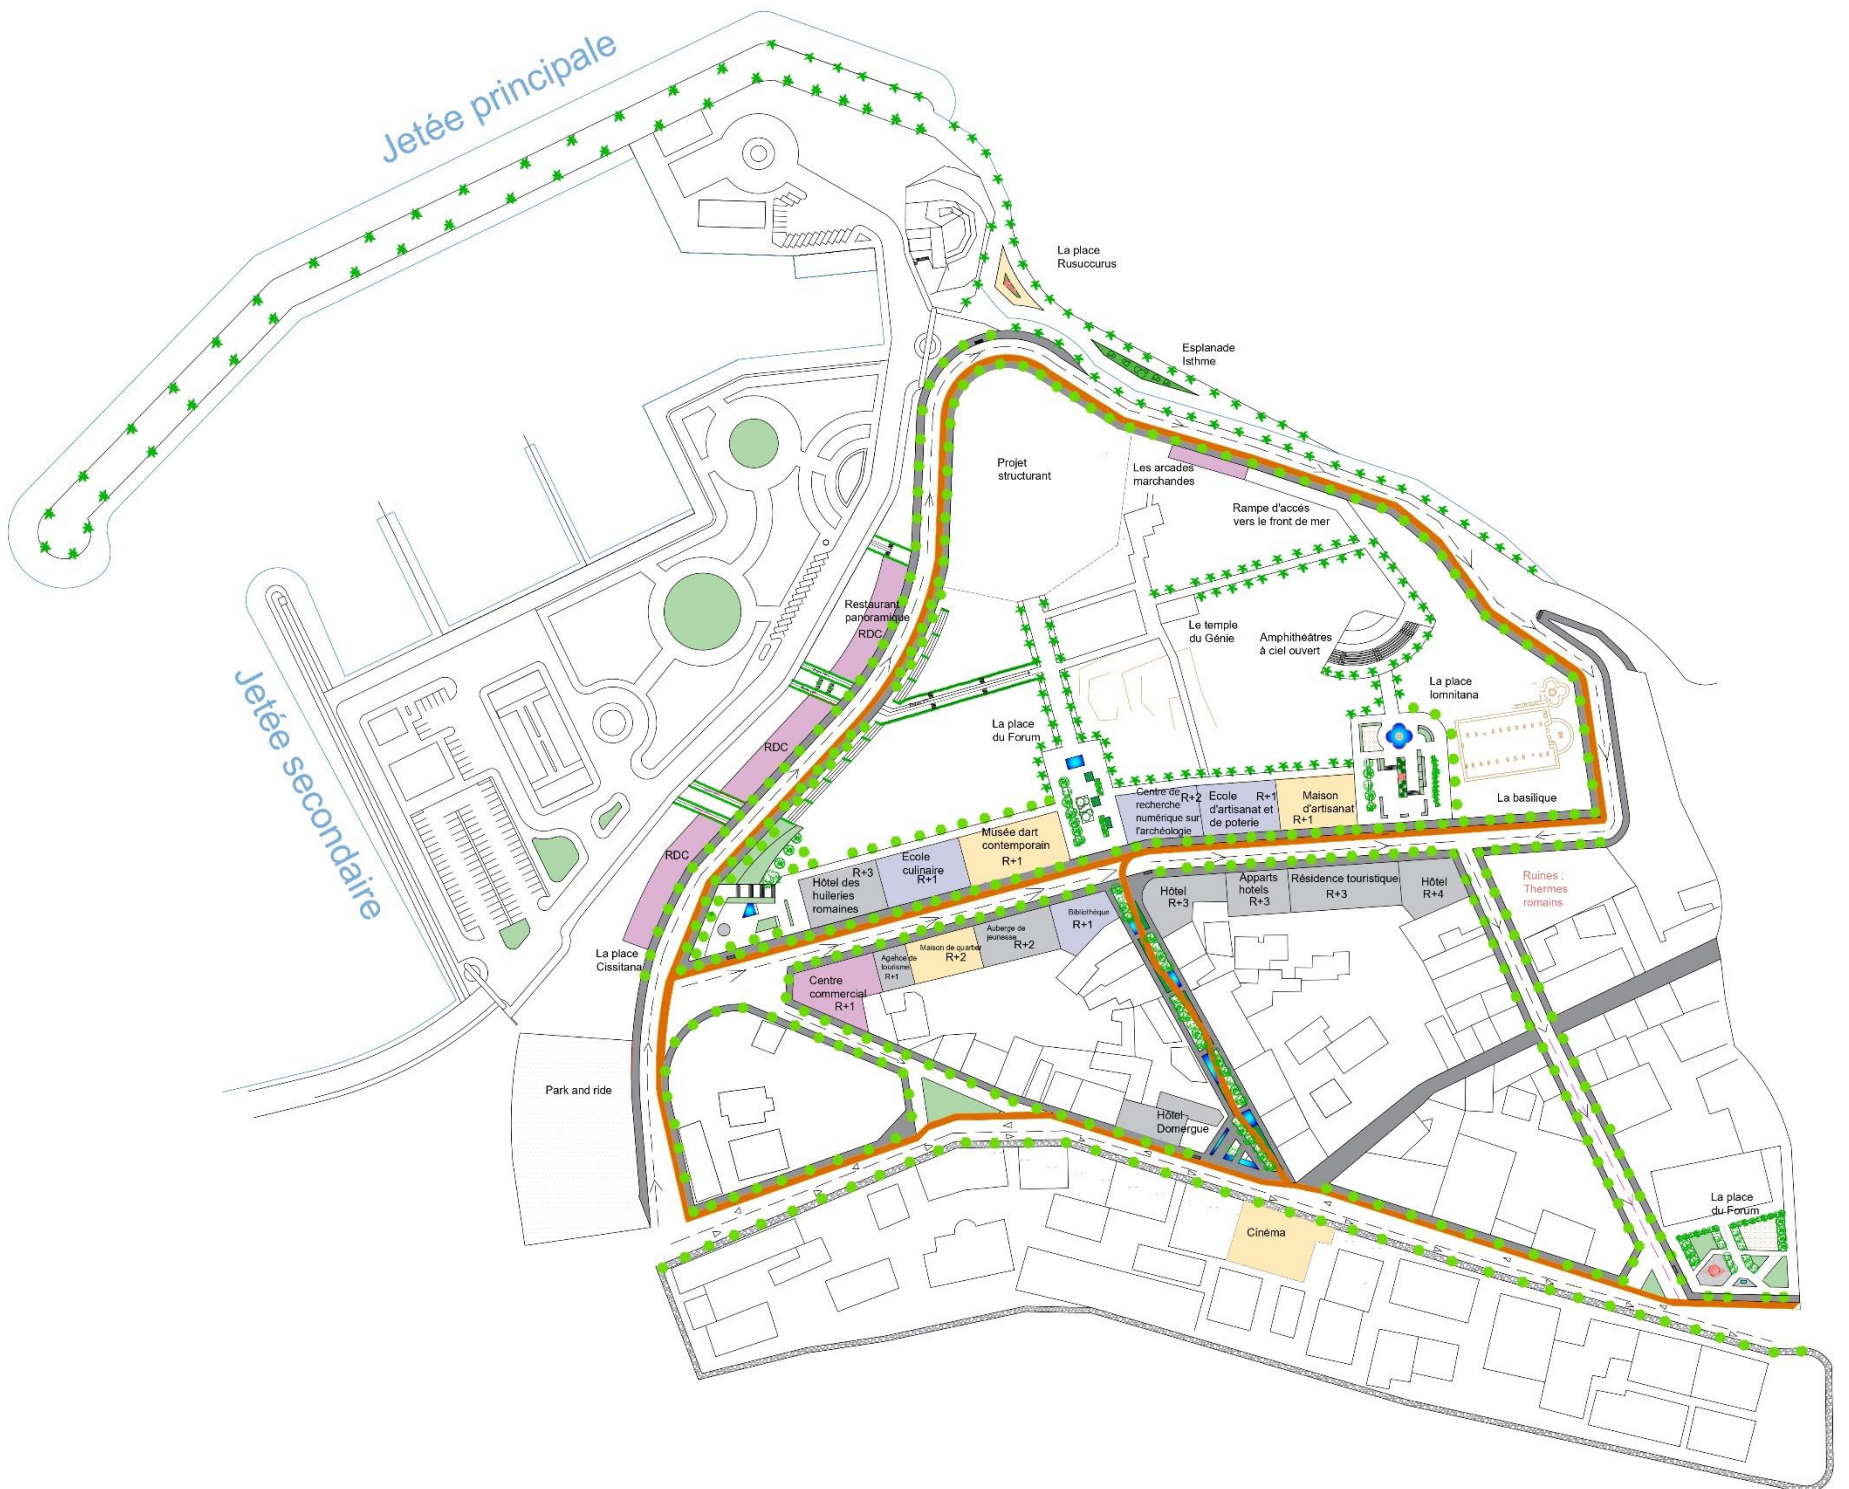 Jetée principale
La place
Rusuccurus
Esplanade
Isthme
Projet
structurant
Les arcades
marchandes
Rampe d'accés
vers le front de mer
Jetée secondaire
Restaurant
panoramique
RDC
Le temple
du Génie
Amphithéâtres
à ciel ouvert
La place
Iomnitana
La place
du Forum
RDC
La basilique
Centre de
recherche
numérique sur
l'archéologie
R+2
Ecole
d'artisanat et
de poterie
R+1
Maison
d'artisanat
R+1
Musée dart
contemporain
R+1
Ecole
culinaire
R+1
R+3
Hôtel des
huileries
romaines
RDC
Hôtel
R+3
Apparts
hotels
R+3
Résidence touristique
R+3
Hôtel
R+4
Ruines :
Thermes
romains
Bibliothéque
R+1
Auberge de
jeunesse
R+2
Maison de quartier
R+2
Agence de
tourisme
R+1
La place
Cissitana
Centre
commercial
R+1
Park and ride
Hôtel
Domergue
La place
du Forum
Cinéma